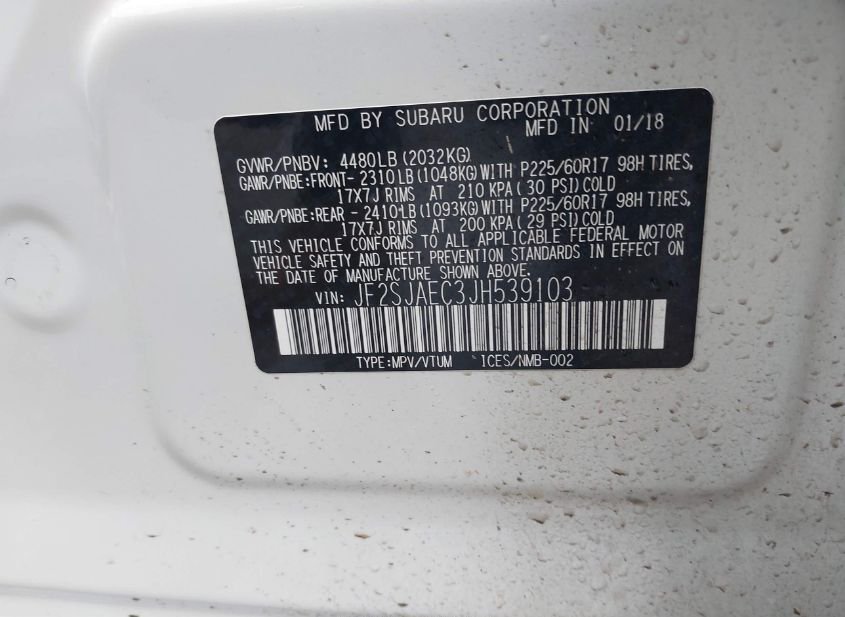 MFD BY SUBARU CORPORATION
MFD IN 01/18
GVWR/PNBV: 4480LB (2032KG)
GAWR/PNBE:FRONT- 2310LB (1048KG)WITH P225/60R17 98H TIRES,
17X7J RIMS AT 210 KPA( 30 PSI)COLD
GAWR/PNBE:REAR - 2410LB (1093KG)WITH P225/60R17 98H TIRES,
17X7J RIMS AT 200 KPA( 29 PSI)COLD
THIS VEHICLE CONFORMS TO ALL APPLICABLE FEDERAL MOTOR
VEHICLE SAFETY AND THEFT PREVENTION STANDARDS IN EFFECT ON
THE DATE OF MANUFACTURE SHOWN ABOVE.
VIN: JF2SJAEC3JH539103
TYPE:MPV/VTUM ICES/NMB-002